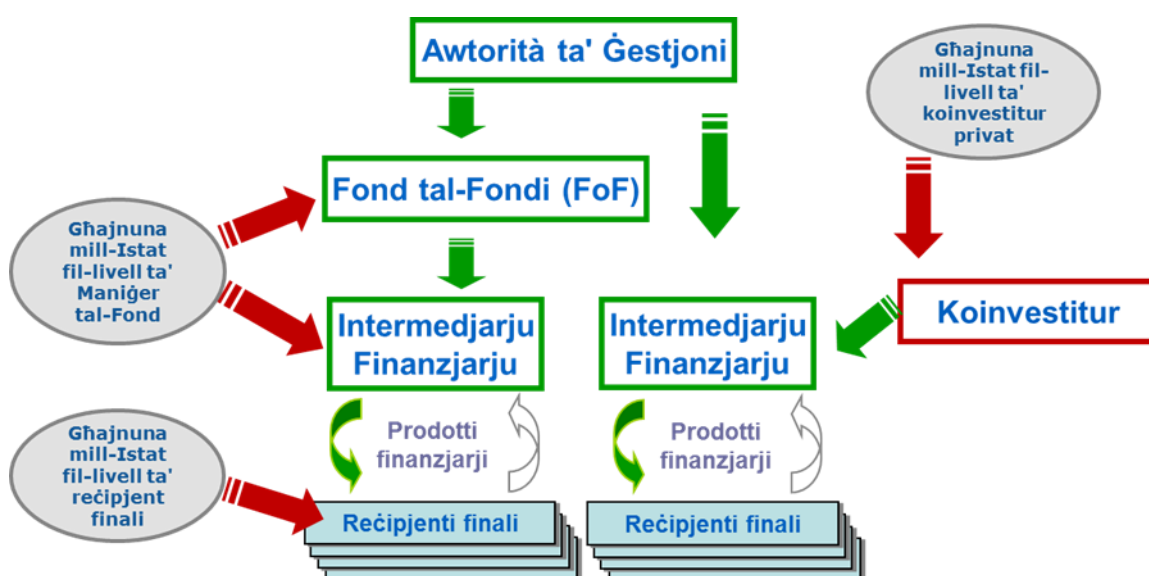 Awtorità ta' Ġestjoni
Għajnuna
mill-Istat fil-
livell ta'
koinvestitur
privat
Fond tal-Fondi (FoF)
Għajnuna
mill-Istat
fil-livell ta'
Maniġer
tal-Fond
Intermedjarju
Finanzjarju
Intermedjarju
Finanzjarju
Koinvestitur
Prodotti
finanzjarji
Prodotti
finanzjarji
Għajnuna
mill-Istat
fil-livell ta'
reċipjent
finali
Reċipjenti finali
Reċipjenti finali